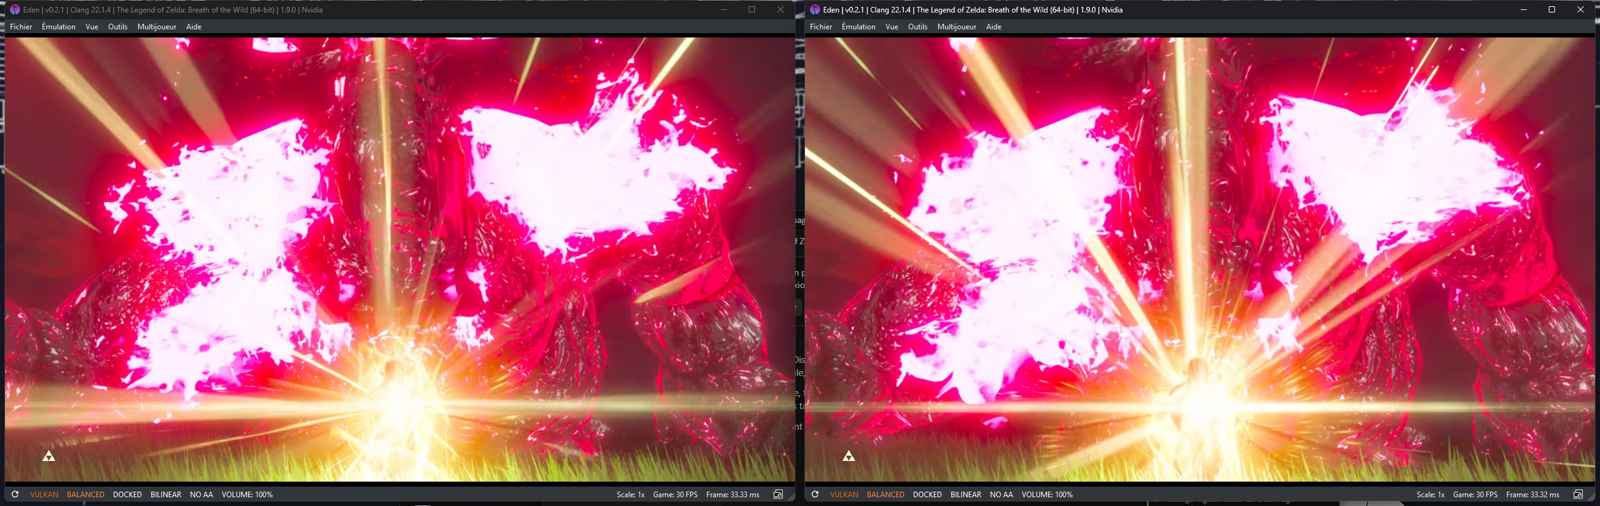 Eden | v0.2.1 | Clang 22.1.4 | The Legend of Zelda: Breath of the Wild (64-bit) | 1.9.0 | Nvidia
Fichier Émulation Vue Outils Multijoueur Aide
VULKAN BALANCED DOCKED BILINEAR NO AA VOLUME: 100% Scale: 1x Game: 30 FPS Frame: 33.33 ms
Eden | v0.2.1 | Clang 22.1.4 | The Legend of Zelda: Breath of the Wild (64-bit) | 1.9.0 | Nvidia
Fichier Émulation Vue Outils Multijoueur Aide
VULKAN BALANCED DOCKED BILINEAR NO AA VOLUME: 100% Scale: 1x Game: 30 FPS Frame: 33.32 ms